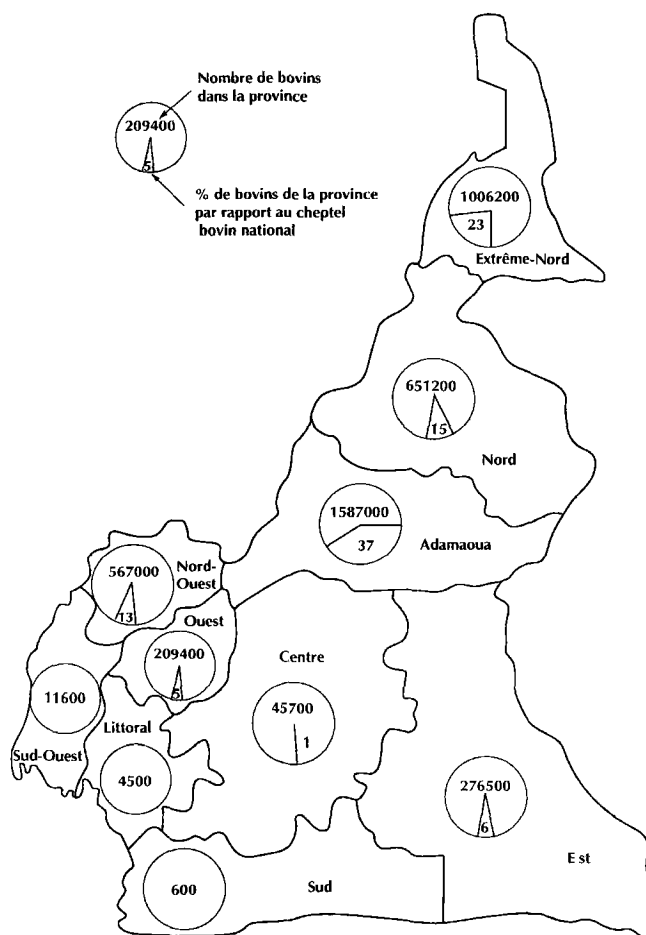 Nombre de bovins
dans la province
209400
5
% de bovins de la province
par rapport au cheptel
bovin national
1006200
23
Extrême-Nord
651200
15
Nord
1587000
37
Adamaoua
567000
13
Nord-
Ouest
Ouest
209400
5
Centre
45700
1
11600
Sud-Ouest
Littoral
4500
276500
6
Est
600
Sud